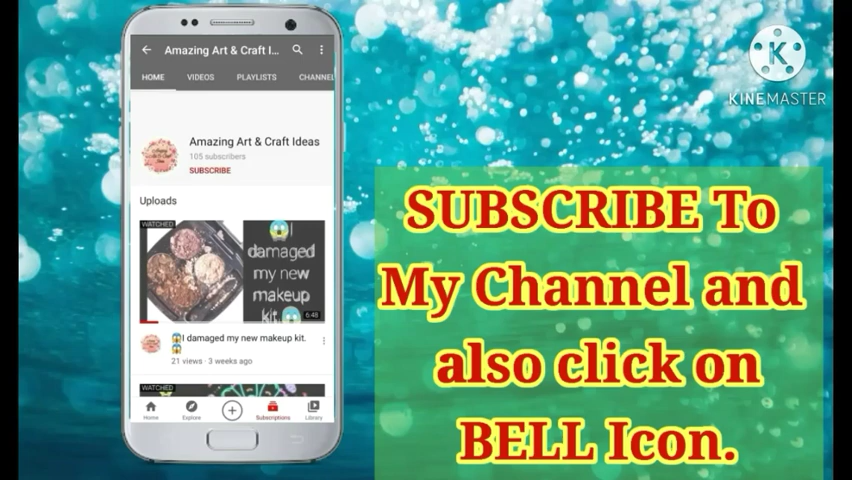 Amazing Art & Craft I...
HOME VIDEOS PLAYLISTS CHANNEL
Amazing Art & Craft Ideas
105 subscribers
SUBSCRIBE
Uploads
WATCHED
😱I
damaged
my new
makeup
kit.😱
6:48
😱I damaged my new makeup kit.
😱
21 views · 3 weeks ago
WATCHED
Home Explore Subscriptions Library
K
KINEMASTER
SUBSCRIBE To
My Channel and
also click on
BELL Icon.